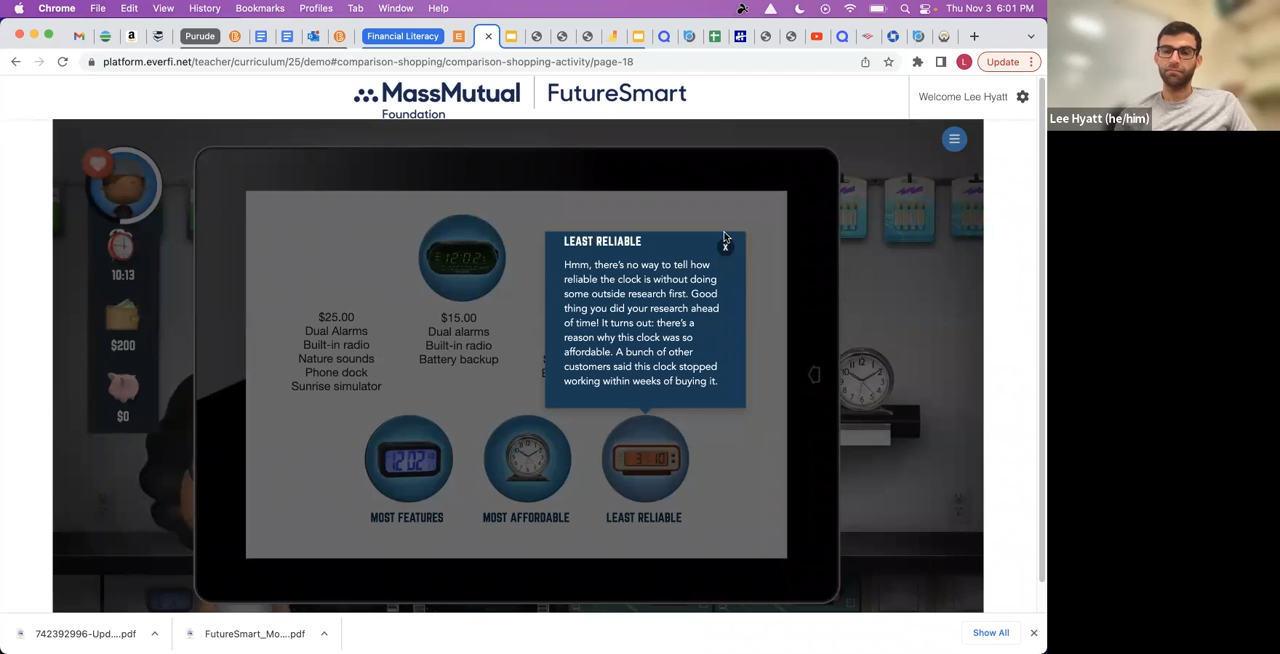 Chrome File Edit View History Bookmarks Profiles Tab Window Help
Thu Nov 3 6:01 PM
Purude
Financial Literacy
platform.everfi.net/teacher/curriculum/25/demo#comparison-shopping/comparison-shopping-activity/page-18
L
Update
MassMutual
Foundation
FutureSmart
Welcome Lee Hyatt
Lee Hyatt (he/him)
10:13
$200
$0
12:02
LEAST RELIABLE
x
Hmm, there's no way to tell how
reliable the clock is without doing
some outside research first. Good
thing you did your research ahead
of time! It turns out: there's a
reason why this clock was so
affordable. A bunch of other
customers said this clock stopped
working within weeks of buying it.
$25.00
Dual Alarms
Built-in radio
Nature sounds
Phone dock
Sunrise simulator
$15.00
Dual alarms
Built-in radio
Battery backup
12:02
3 10
MOST FEATURES
MOST AFFORDABLE
LEAST RELIABLE
742392996-Upd....pdf
FutureSmart_Mo....pdf
Show All